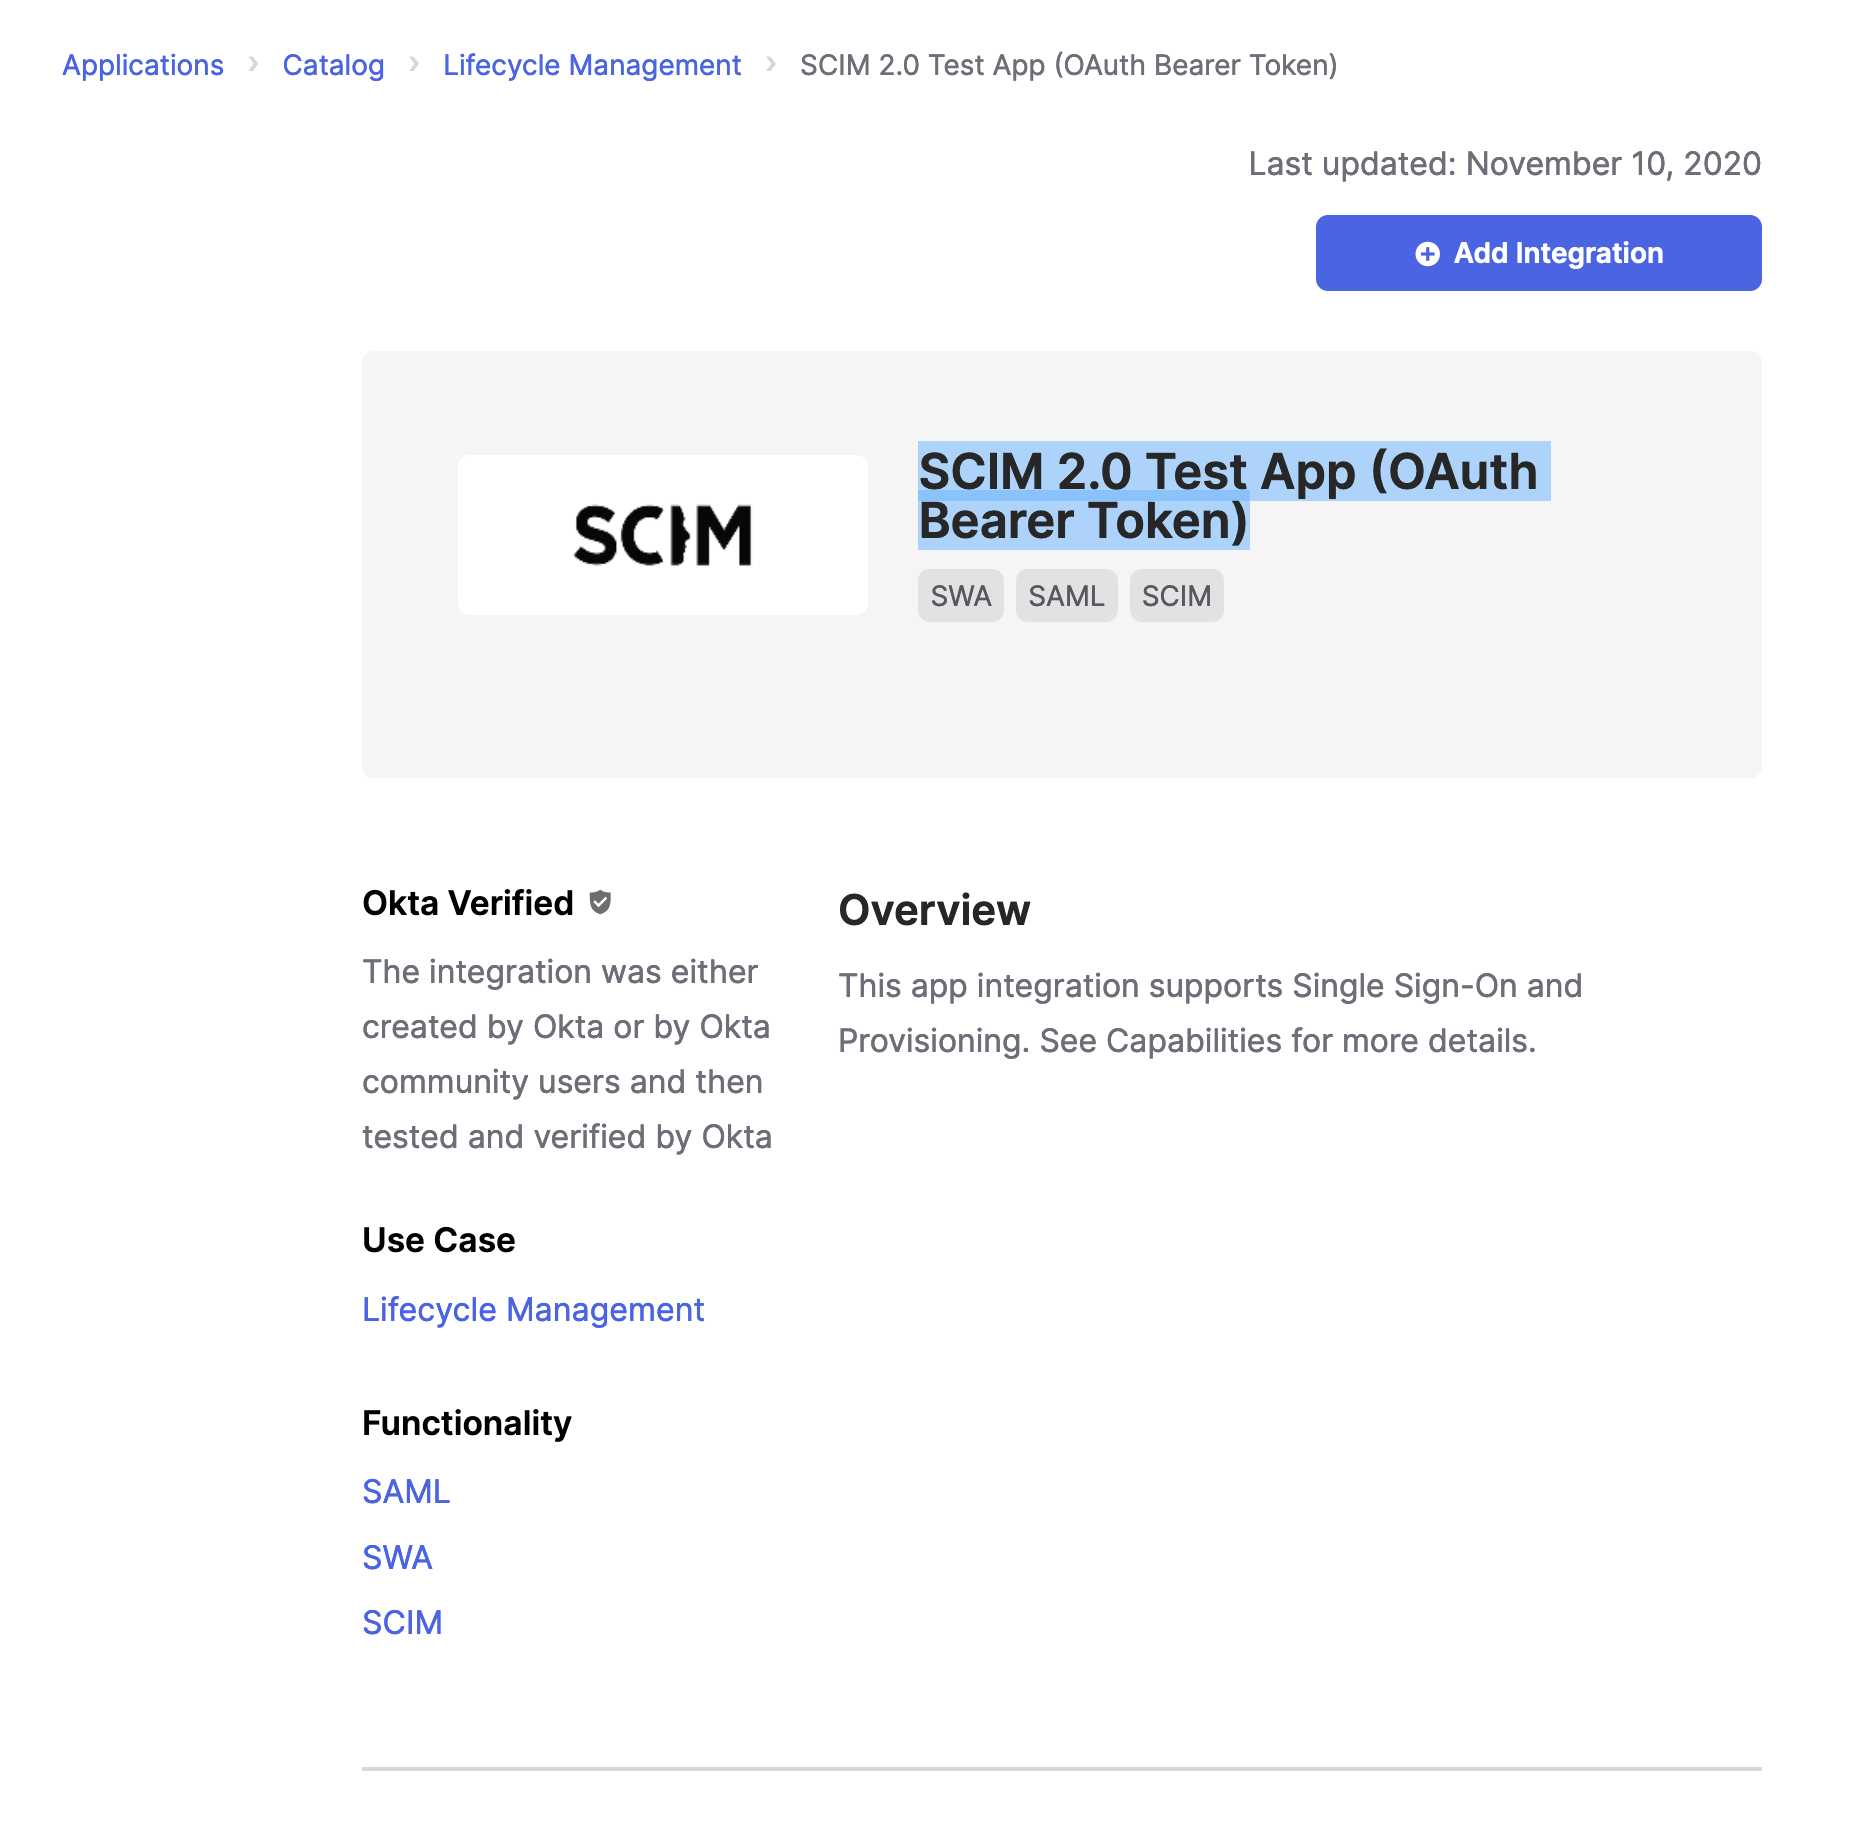 Applications › Catalog › Lifecycle Management › SCIM 2.0 Test App (OAuth Bearer Token)
Last updated: November 10, 2020
Add Integration
SCIM
SCIM 2.0 Test App (OAuth
Bearer Token)
SWA SAML SCIM
Okta Verified
The integration was either
created by Okta or by Okta
community users and then
tested and verified by Okta
Use Case
Lifecycle Management
Functionality
SAML
SWA
SCIM
Overview
This app integration supports Single Sign-On and
Provisioning. See Capabilities for more details.